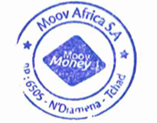 Moov Africa S.A
Moov
Money
BP: 6505 - N'Djamena - Tchad